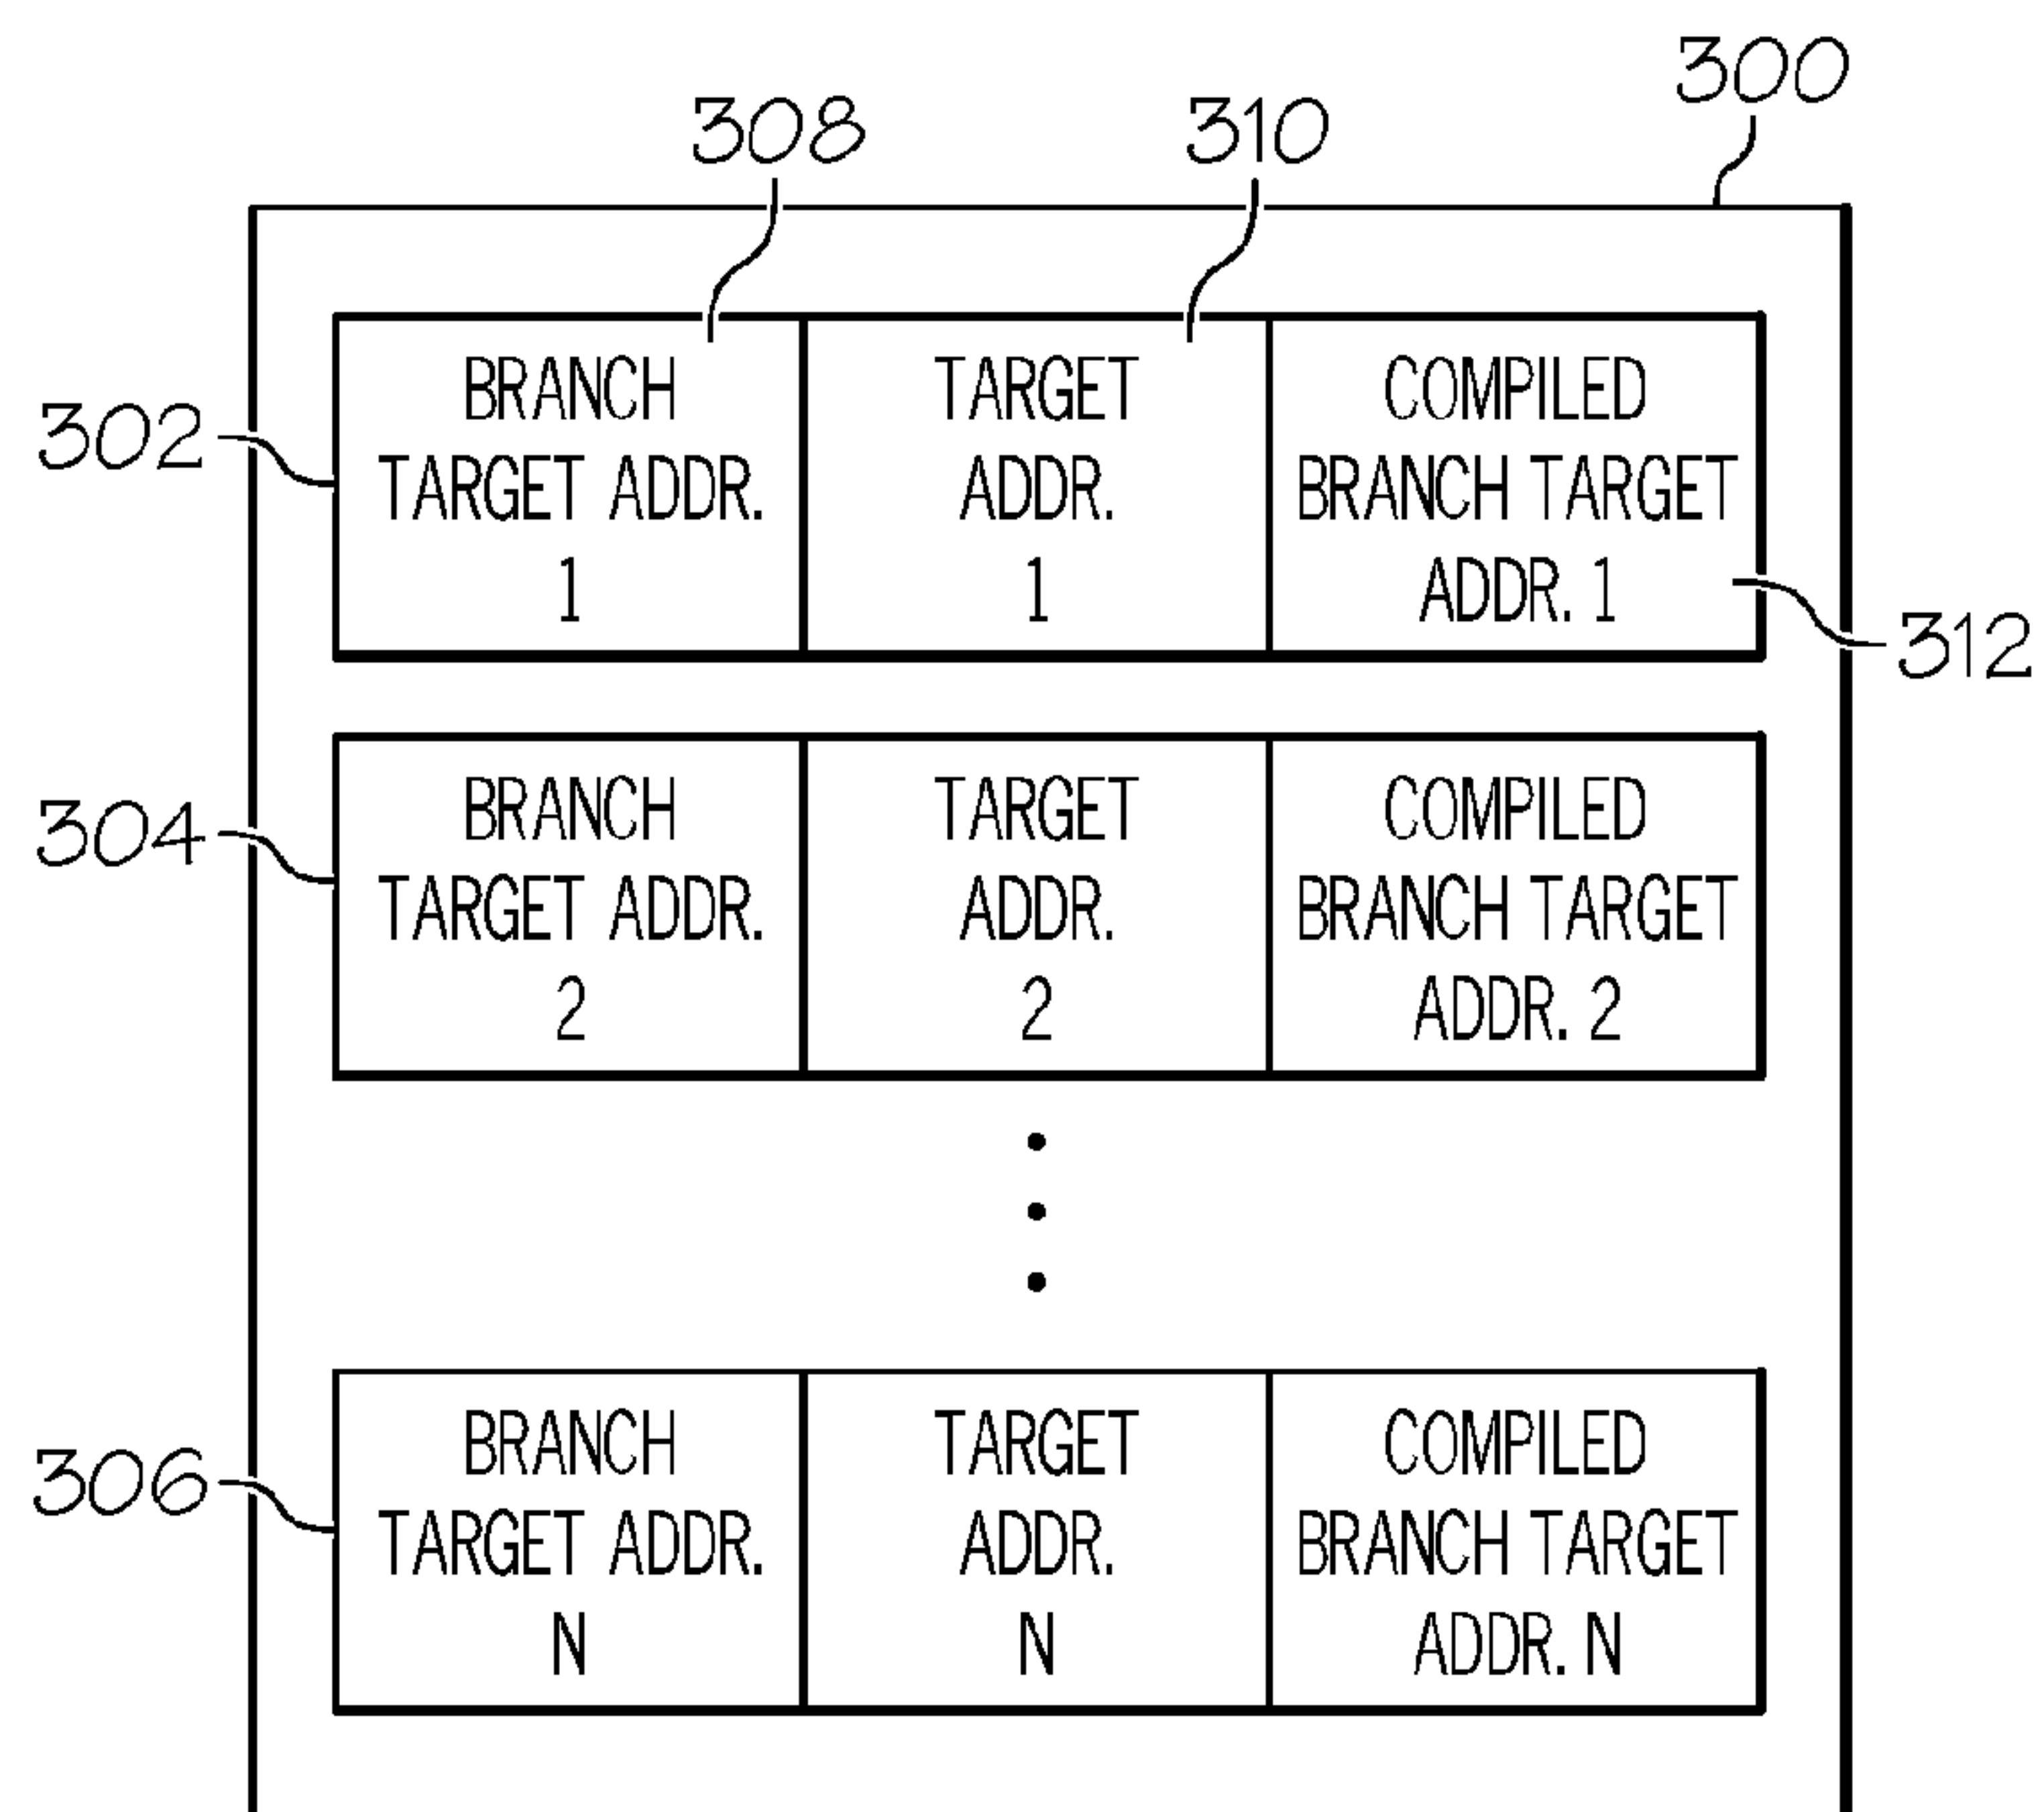 300
308
310
302
BRANCH
TARGET ADDR.
1
TARGET
ADDR.
1
COMPILED
BRANCH TARGET
ADDR. 1
312
304
BRANCH
TARGET ADDR.
2
TARGET
ADDR.
2
COMPILED
BRANCH TARGET
ADDR. 2
306
BRANCH
TARGET ADDR.
N
TARGET
ADDR.
N
COMPILED
BRANCH TARGET
ADDR. N